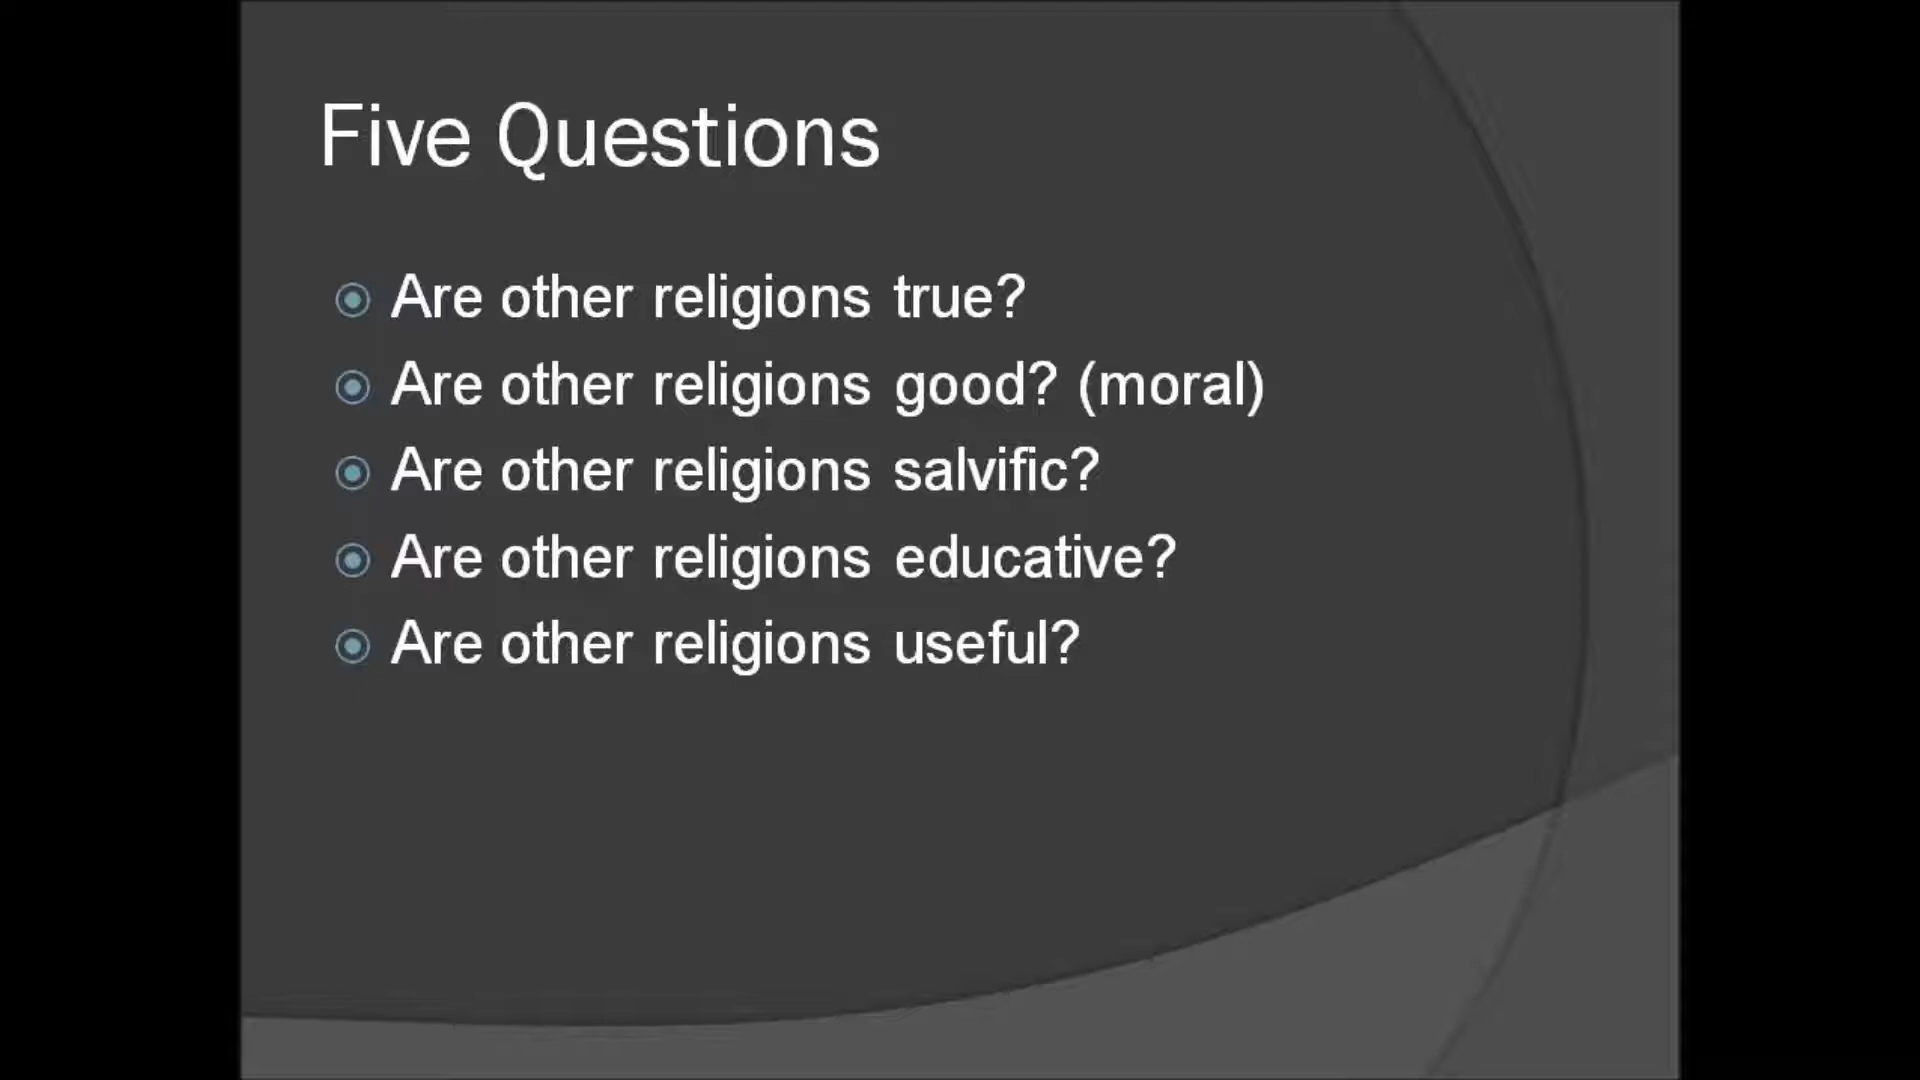 Five Questions
Are other religions true?
Are other religions good? (moral)
Are other religions salvific?
Are other religions educative?
Are other religions useful?